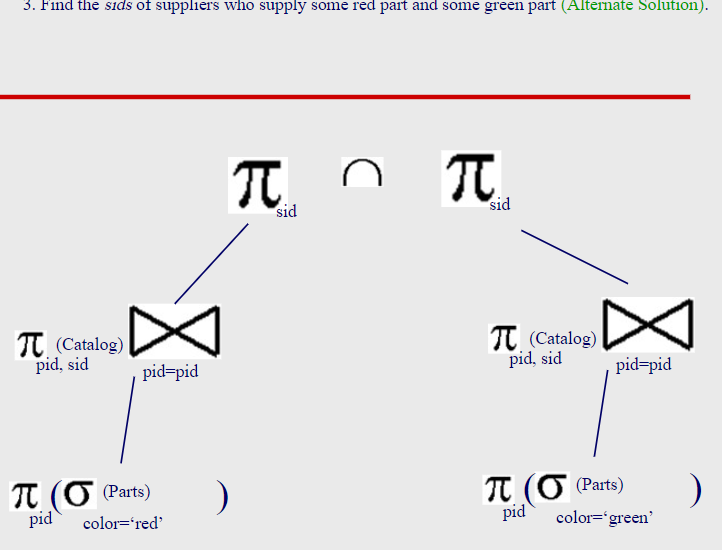 3. Find the sids of suppliers who supply some red part and some green part (Alternate Solution).
π sid ∩ π sid
π pid, sid (Catalog) ⋈ pid=pid
π pid, sid (Catalog) ⋈ pid=pid
π pid (σ color=‘red’ (Parts) )
π pid (σ color=‘green’ (Parts) )